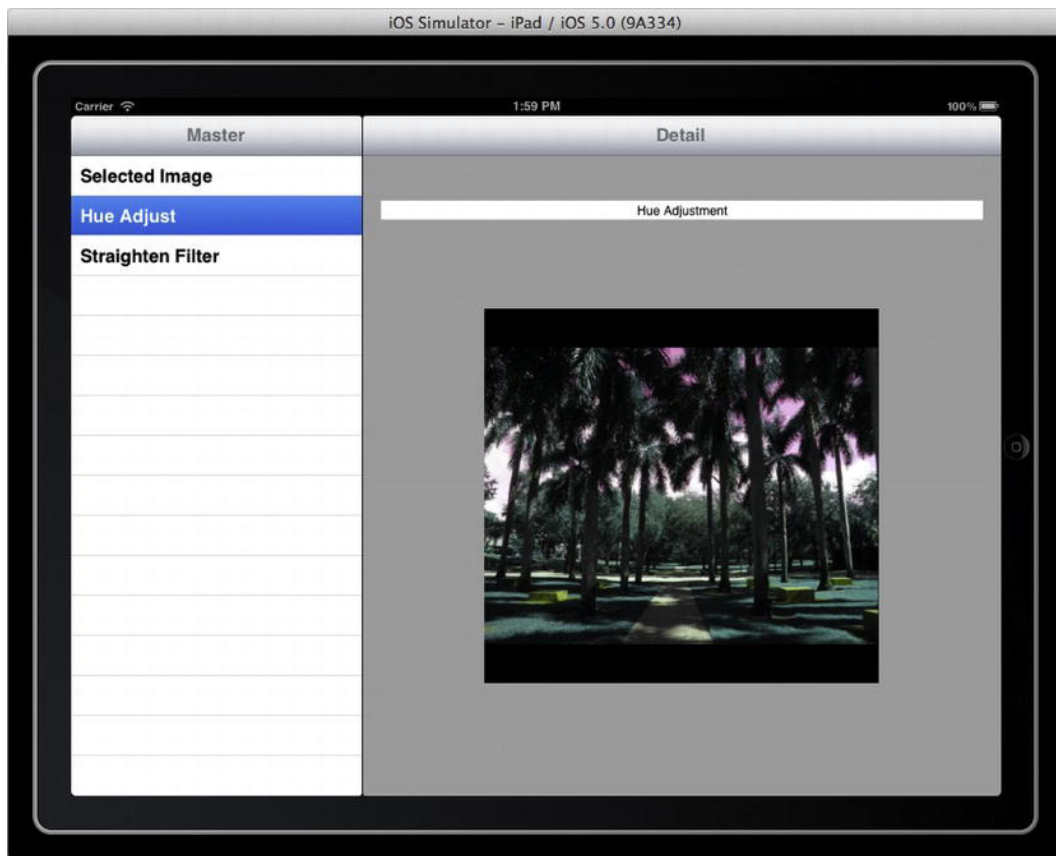 iOS Simulator – iPad / iOS 5.0 (9A334)
Carrier 1:59 PM 100%
Master Detail
Selected Image
Hue Adjust
Hue Adjustment
Straighten Filter